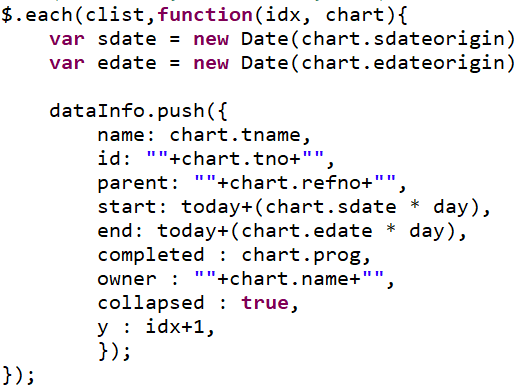 $.each(clist,function(idx, chart){
    var sdate = new Date(chart.sdateorigin)
    var edate = new Date(chart.edateorigin)

    dataInfo.push({
        name: chart.tname,
        id: ""+chart.tno+"",
        parent: ""+chart.refno+"",
        start: today+(chart.sdate * day),
        end: today+(chart.edate * day),
        completed : chart.prog,
        owner : ""+chart.name+"",
        collapsed : true,
        y : idx+1,
        });
});